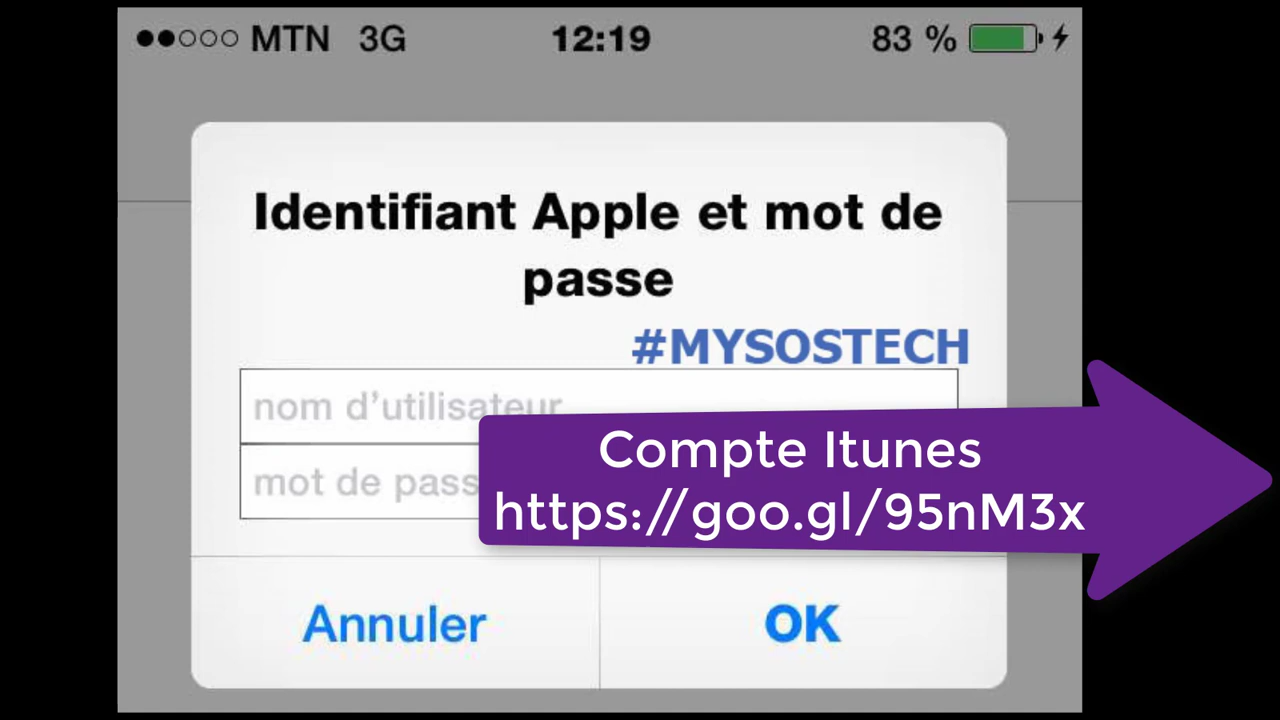 MTN 3G 12:19 83 %
Identifiant Apple et mot de
passe
#MYSOSTECH
nom d'utilisateur
mot de pass
Compte Itunes
https://goo.gl/95nM3x
Annuler OK